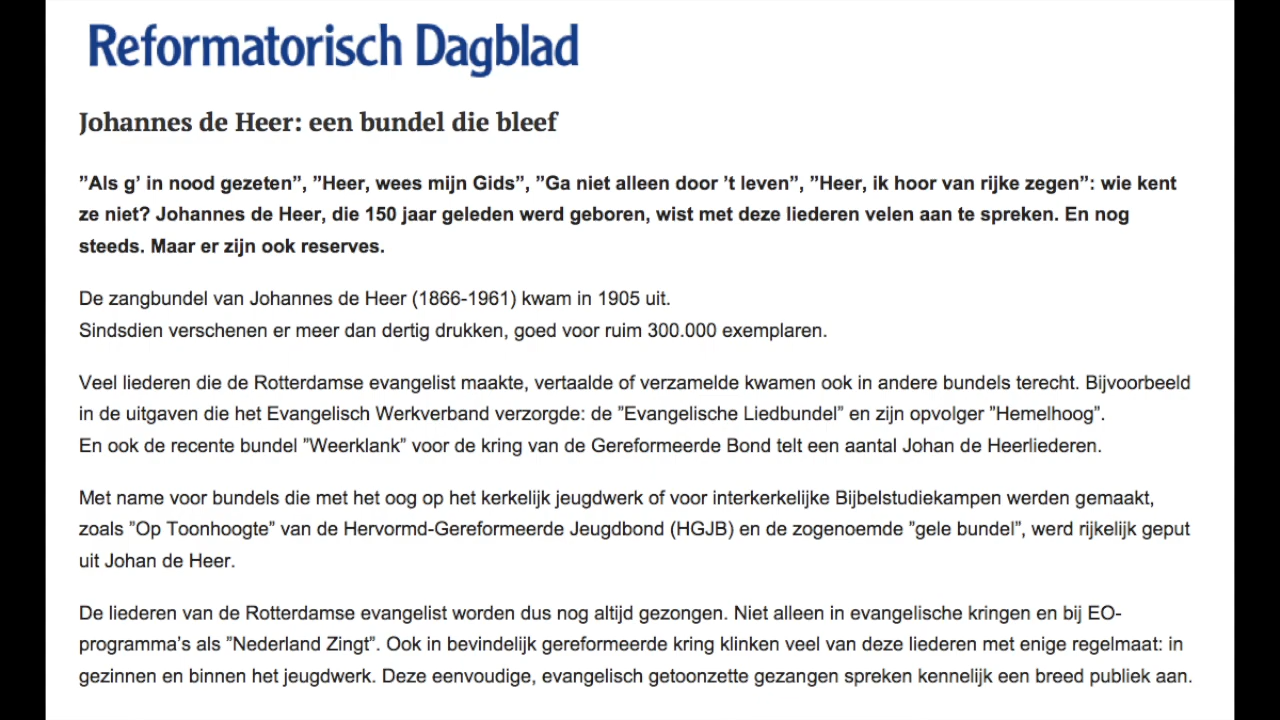 Reformatorisch Dagblad
Johannes de Heer: een bundel die bleef
”Als g’ in nood gezeten”, ”Heer, wees mijn Gids”, ”Ga niet alleen door ’t leven”, ”Heer, ik hoor van rijke zegen”: wie kent
ze niet? Johannes de Heer, die 150 jaar geleden werd geboren, wist met deze liederen velen aan te spreken. En nog
steeds. Maar er zijn ook reserves.
De zangbundel van Johannes de Heer (1866-1961) kwam in 1905 uit.
Sindsdien verschenen er meer dan dertig drukken, goed voor ruim 300.000 exemplaren.
Veel liederen die de Rotterdamse evangelist maakte, vertaalde of verzamelde kwamen ook in andere bundels terecht. Bijvoorbeeld
in de uitgaven die het Evangelisch Werkverband verzorgde: de ”Evangelische Liedbundel” en zijn opvolger ”Hemelhoog”.
En ook de recente bundel ”Weerklank” voor de kring van de Gereformeerde Bond telt een aantal Johan de Heerliederen.
Met name voor bundels die met het oog op het kerkelijk jeugdwerk of voor interkerkelijke Bijbelstudiekampen werden gemaakt,
zoals ”Op Toonhoogte” van de Hervormd-Gereformeerde Jeugdbond (HGJB) en de zogenoemde ”gele bundel”, werd rijkelijk geput
uit Johan de Heer.
De liederen van de Rotterdamse evangelist worden dus nog altijd gezongen. Niet alleen in evangelische kringen en bij EO-
programma’s als ”Nederland Zingt”. Ook in bevindelijk gereformeerde kring klinken veel van deze liederen met enige regelmaat: in
gezinnen en binnen het jeugdwerk. Deze eenvoudige, evangelisch getoonzette gezangen spreken kennelijk een breed publiek aan.